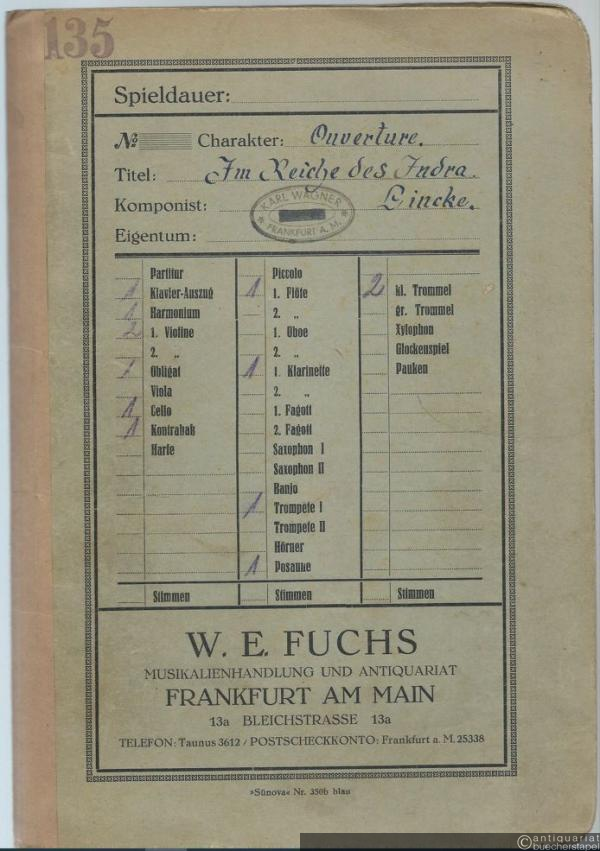 135
Spieldauer:
No Charakter: Ouverture.
Titel: Im Reiche des Indra.
Komponist: Lincke.
KARL WAGNER
* FRANKFURT A. M. *
Eigentum:
Partitur
1 Klavier-Auszug
1 Harmonium
2 1. Violine
2. „
1 Obligat
Viola
1 Cello
1 Kontrabaß
Harfe
Stimmen
Piccolo
1 1. Flöte
2. „
1. Oboe
2. „
1 1. Klarinette
2. „
1. Fagott
2. Fagott
Saxophon I
Saxophon II
Banjo
1 Trompete I
Trompete II
Hörner
1 Posaune
Stimmen
2 kl. Trommel
gr. Trommel
Xylophon
Glockenspiel
Pauken
Stimmen
W. E. FUCHS
MUSIKALIENHANDLUNG UND ANTIQUARIAT
FRANKFURT AM MAIN
13a BLEICHSTRASSE 13a
TELEFON: Taunus 3612 / POSTSCHECKKONTO: Frankfurt a. M. 25338
»Sünova« Nr. 350b blau
antiquariat
buecherstapel